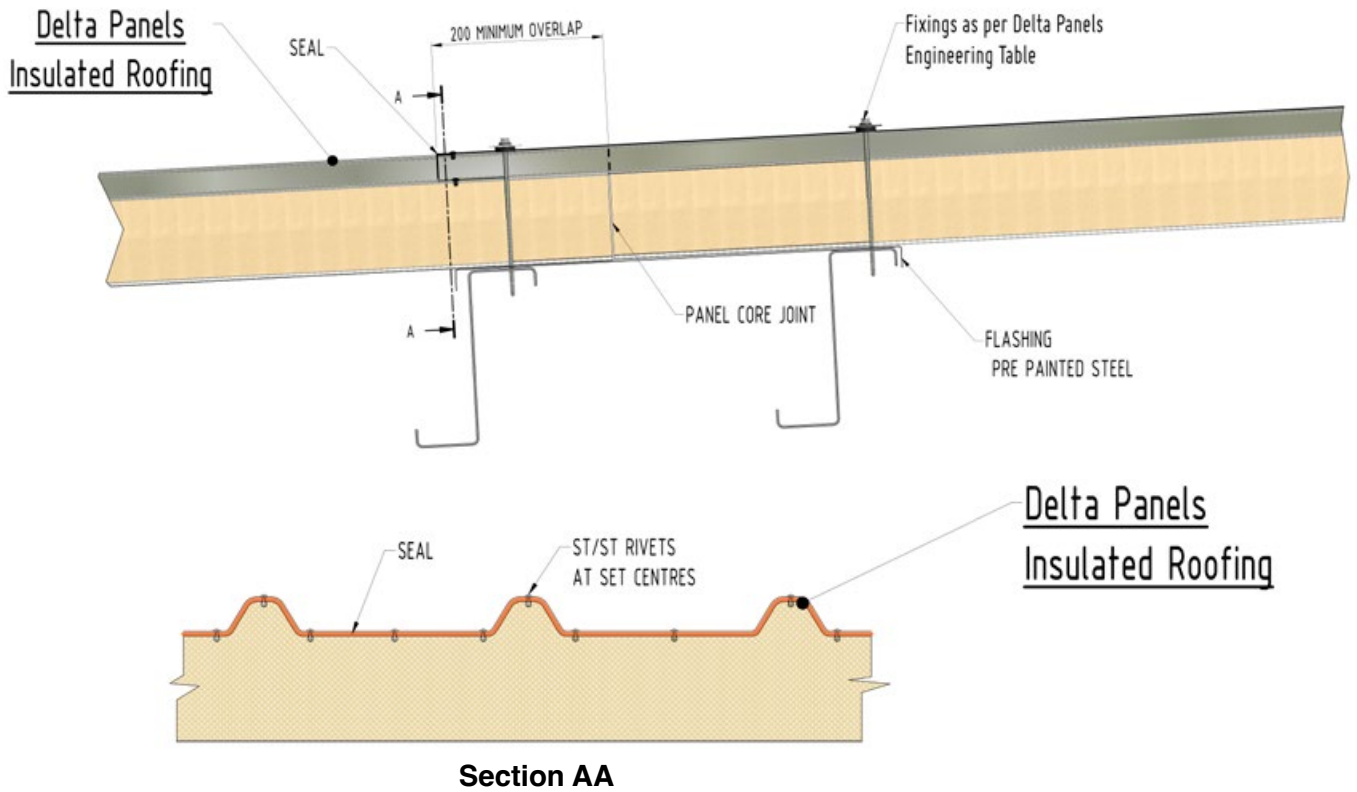 Delta Panels
Insulated Roofing
SEAL
200 MINIMUM OVERLAP
Fixings as per Delta Panels
Engineering Table
A
A
PANEL CORE JOINT
FLASHING
PRE PAINTED STEEL
Delta Panels
Insulated Roofing
SEAL
ST/ST RIVETS
AT SET CENTRES
Section AA